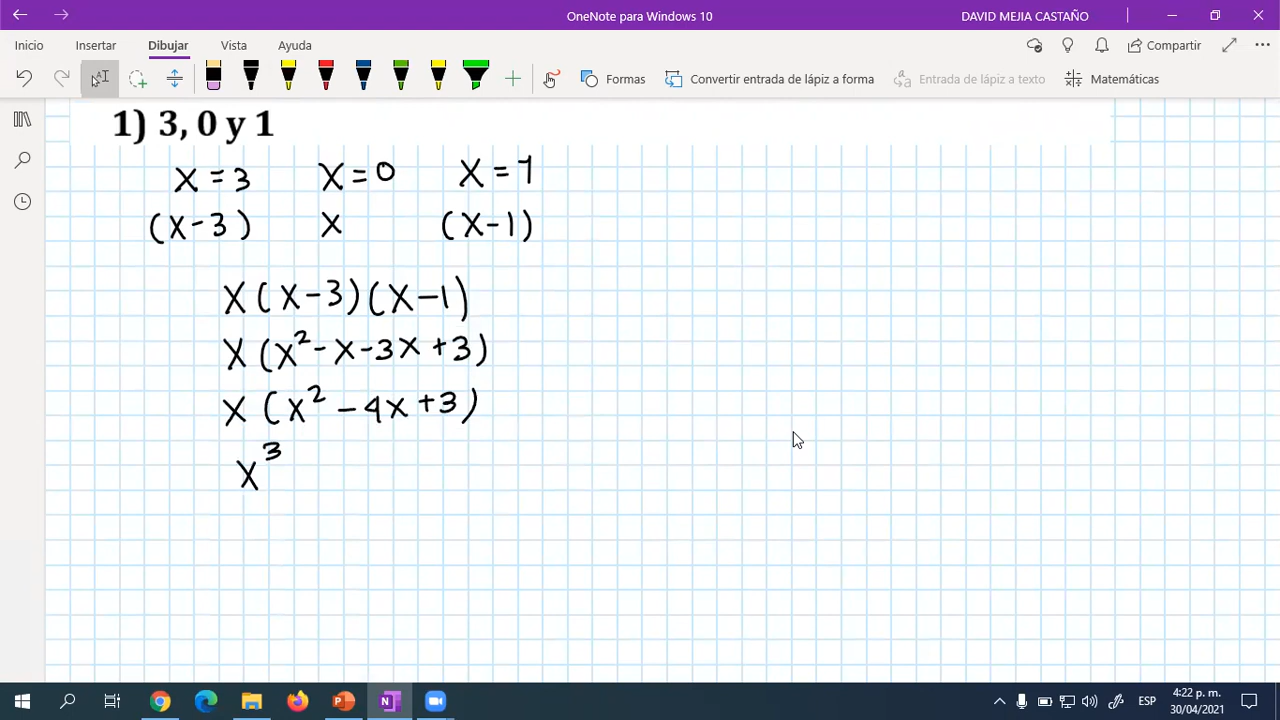 OneNote para Windows 10
DAVID MEJIA CASTAÑO
Inicio Insertar Dibujar Vista Ayuda
Compartir
Formas
Convertir entrada de lápiz a forma
Entrada de lápiz a texto
Matemáticas
1) 3, 0 y 1
X = 3 X = 0 X = 1
(X - 3) X (X - 1)
X (X - 3) (X - 1)
X (X² - X - 3X + 3)
X (X² - 4X + 3)
X³
ESP
4:22 p. m.
30/04/2021